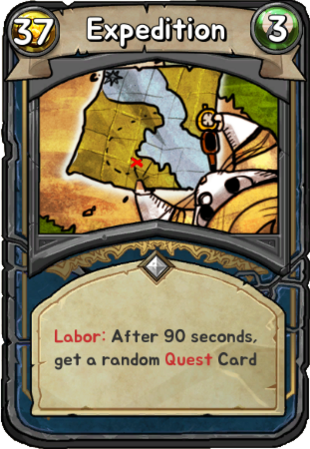 37 Expedition 3
Labor: After 90 seconds,
get a random Quest Card